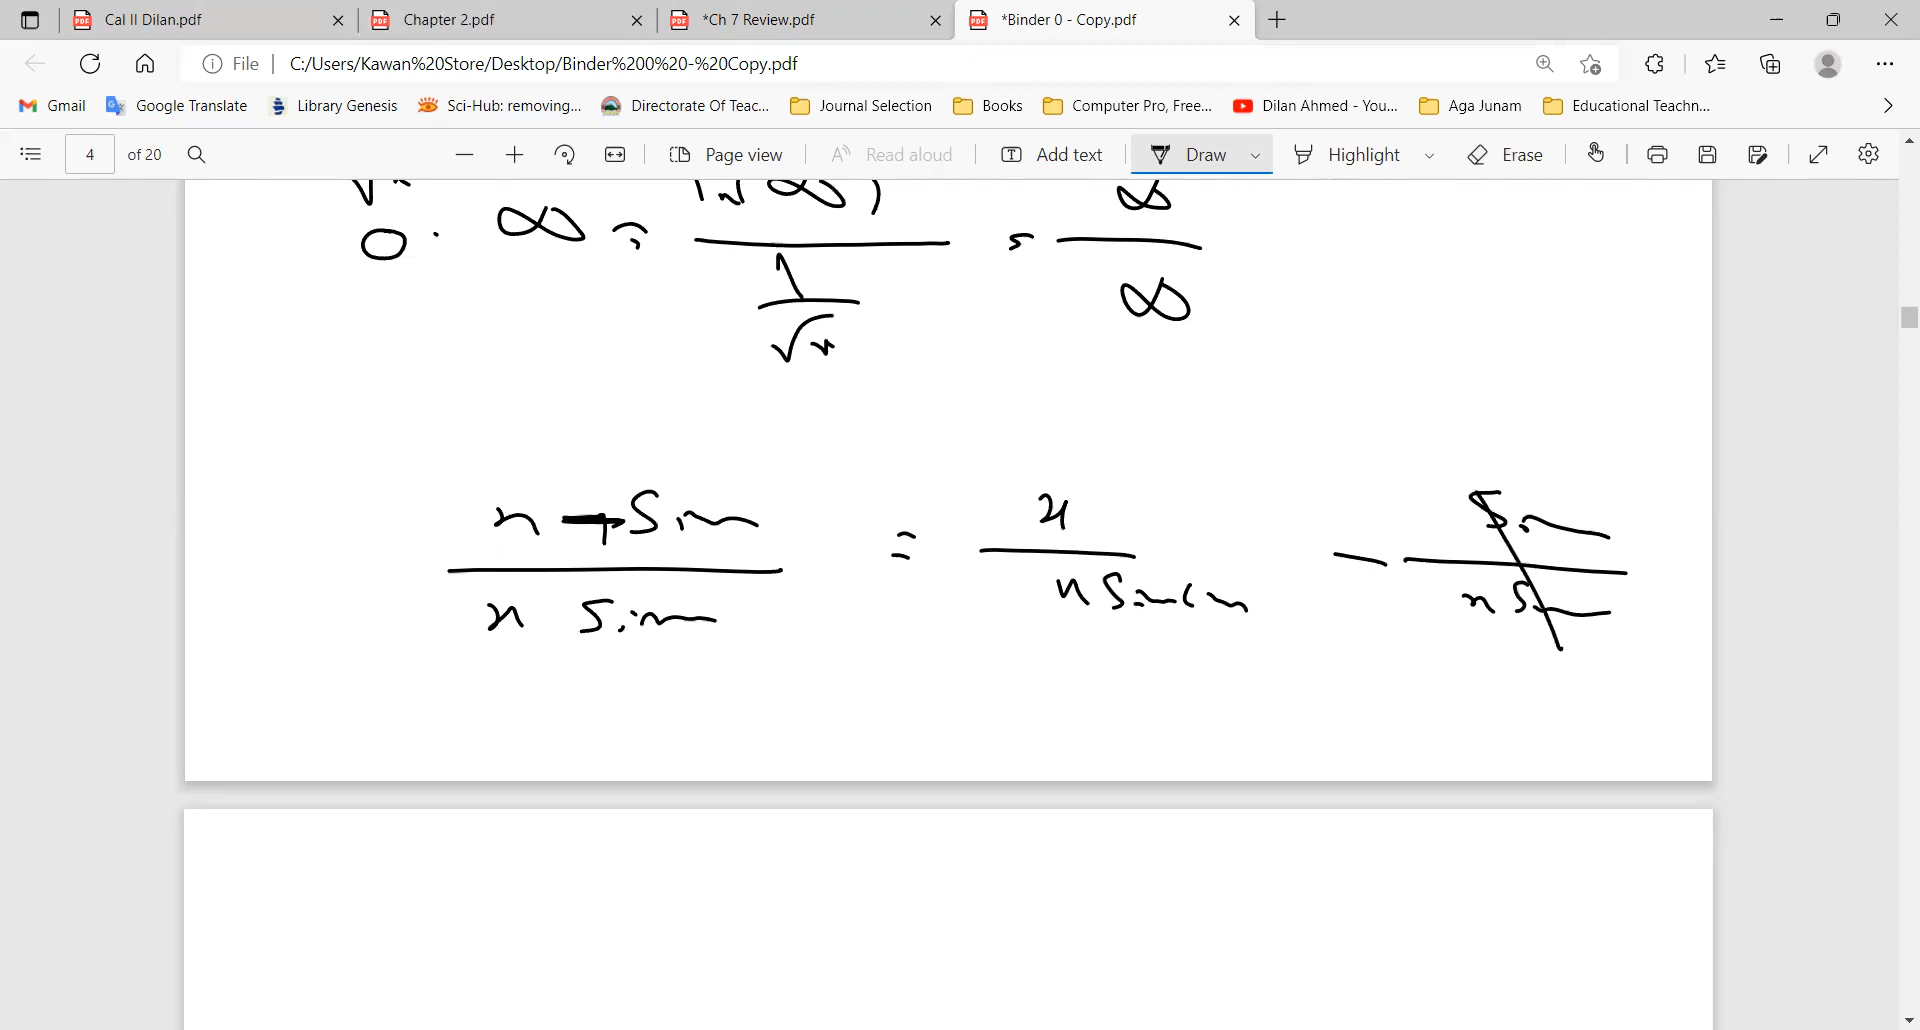 Cal II Dilan.pdf Chapter 2.pdf *Ch 7 Review.pdf *Binder 0 - Copy.pdf
File C:/Users/Kawan%20Store/Desktop/Binder%200%20-%20Copy.pdf
Gmail Google Translate Library Genesis Sci-Hub: removing... Directorate Of Teac... Journal Selection Books Computer Pro, Free... Dilan Ahmed - You... Aga Junam Educational Teachn...
4 of 20 Page view Read aloud Add text Draw Highlight Erase
0 · ∞ = ∞
1
√x ∞
x - Sin = x - Sin
x Sin x Sin x x Sin